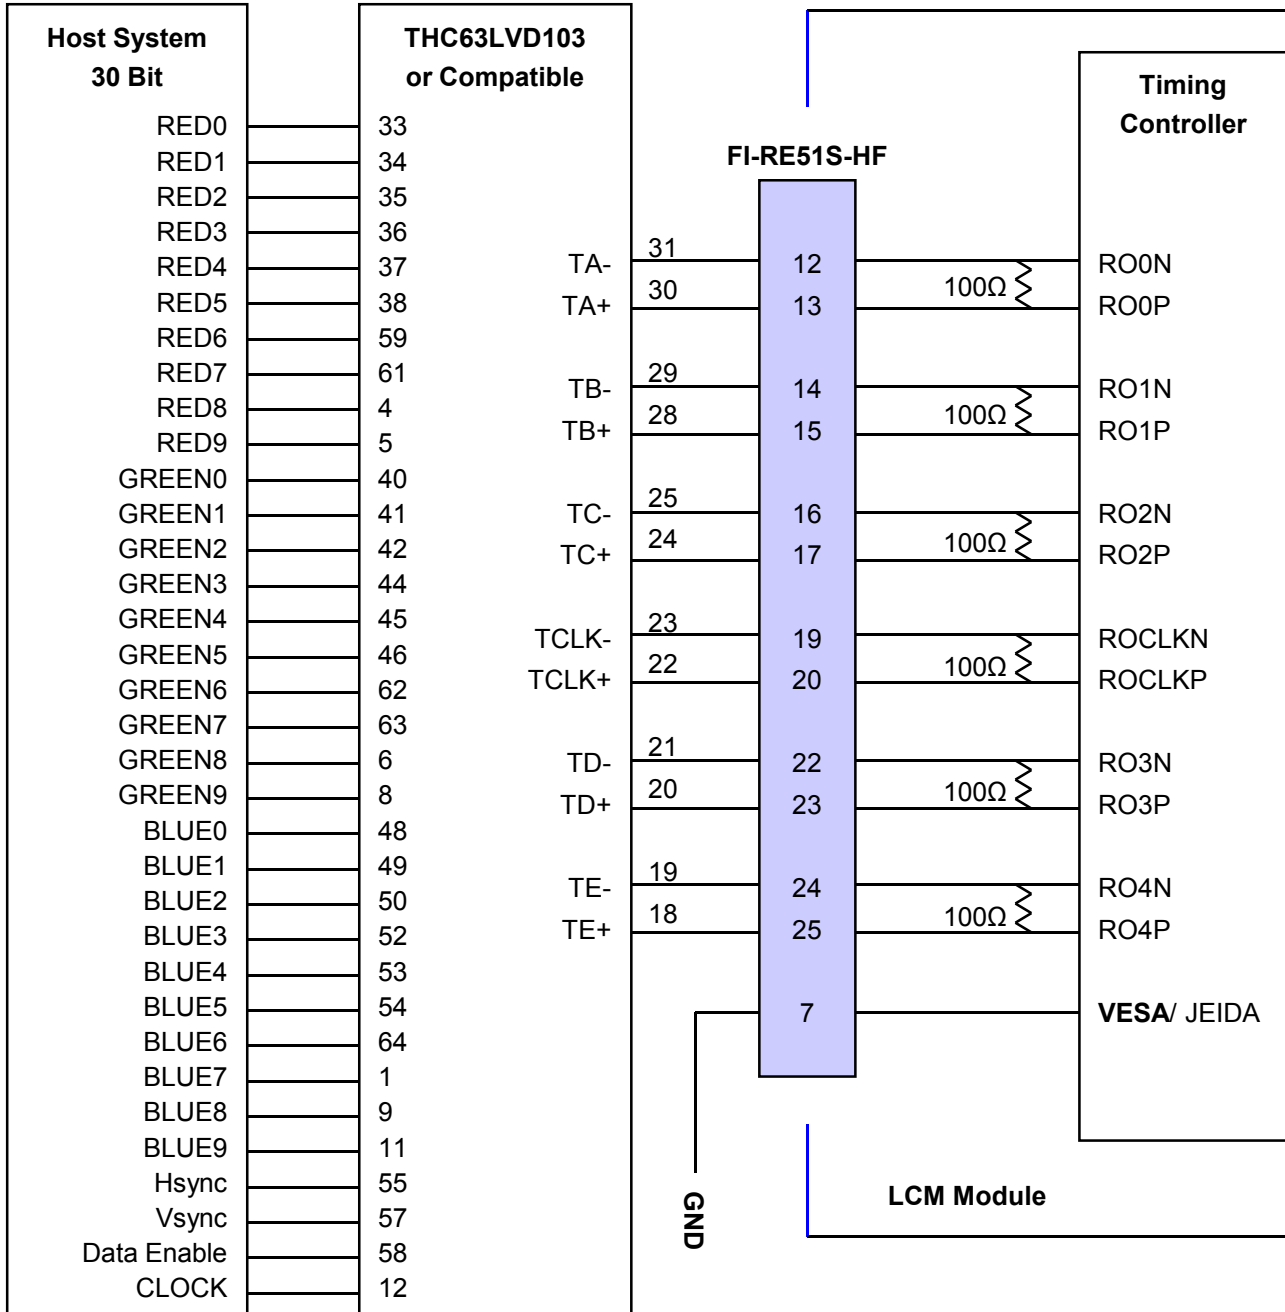 Host System
30 Bit
RED0
RED1
RED2
RED3
RED4
RED5
RED6
RED7
RED8
RED9
GREEN0
GREEN1
GREEN2
GREEN3
GREEN4
GREEN5
GREEN6
GREEN7
GREEN8
GREEN9
BLUE0
BLUE1
BLUE2
BLUE3
BLUE4
BLUE5
BLUE6
BLUE7
BLUE8
BLUE9
Hsync
Vsync
Data Enable
CLOCK
THC63LVD103
or Compatible
33
34
35
36
37
38
59
61
4
5
40
41
42
44
45
46
62
63
6
8
48
49
50
52
53
54
64
1
9
11
55
57
58
12
TA-
TA+
TB-
TB+
TC-
TC+
TCLK-
TCLK+
TD-
TD+
TE-
TE+
31
30
29
28
25
24
23
22
21
20
19
18
GND
FI-RE51S-HF
12
13
14
15
16
17
19
20
22
23
24
25
7
100Ω
100Ω
100Ω
100Ω
100Ω
100Ω
Timing
Controller
RO0N
RO0P
RO1N
RO1P
RO2N
RO2P
ROCLKN
ROCLKP
RO3N
RO3P
RO4N
RO4P
VESA/ JEIDA
LCM Module